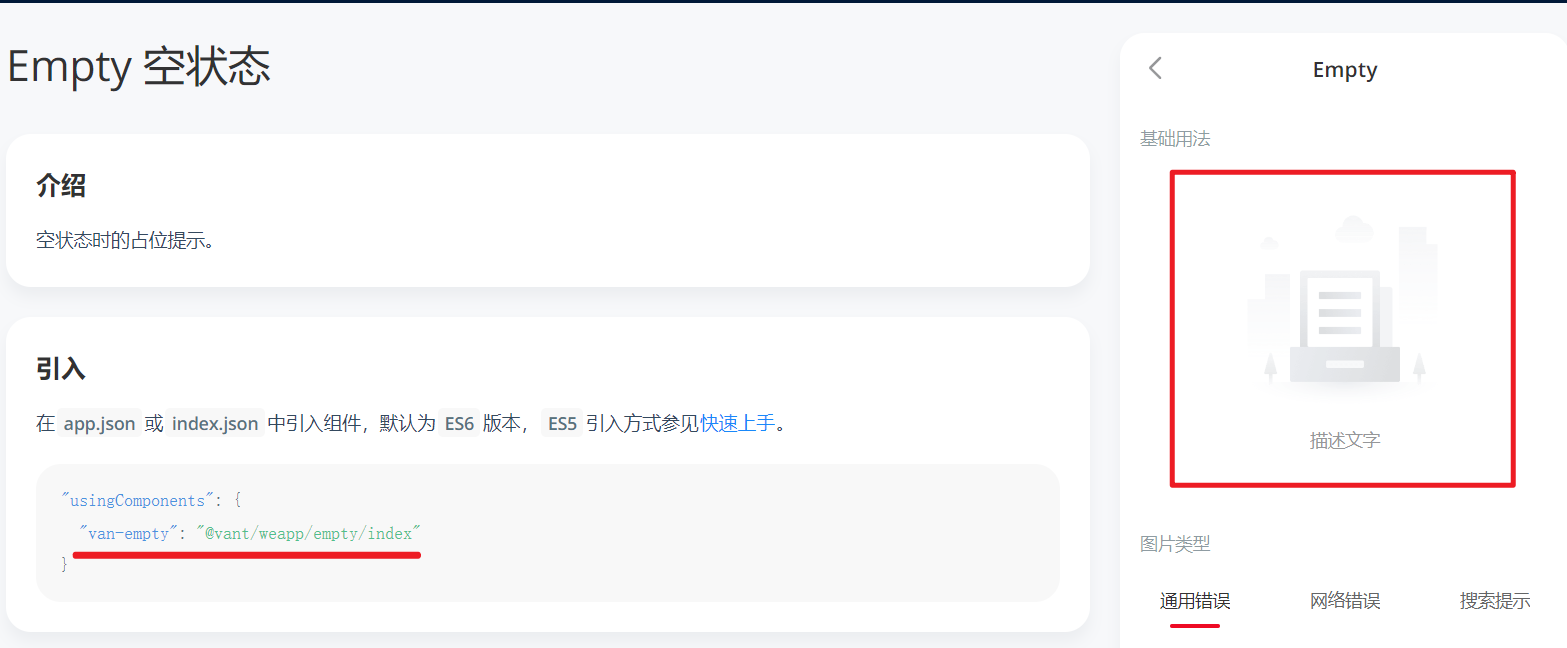 Empty 空状态
介绍
空状态时的占位提示。
引入
在 app.json 或 index.json 中引入组件，默认为 ES6 版本， ES5 引入方式参见快速上手。
"usingComponents": {
"van-empty": "@vant/weapp/empty/index"
}
Empty
基础用法
描述文字
图片类型
通用错误 网络错误 搜索提示